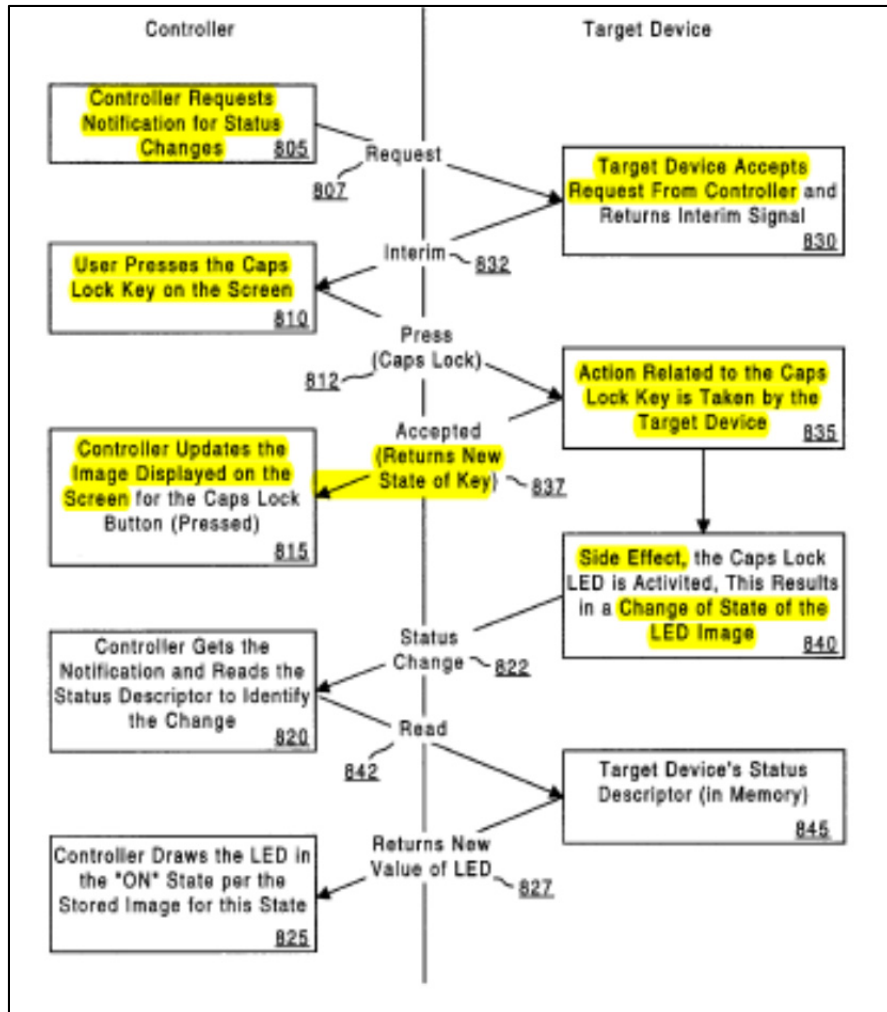 Controller
Target Device
Controller Requests
Notification for Status
Changes 805
Request
807
Target Device Accepts
Request From Controller and
Returns Interim Signal
830
Interim
832
User Presses the Caps
Lock Key on the Screen
810
Press
(Caps Lock)
812
Action Related to the Caps
Lock Key is Taken by the
Target Device 835
Accepted
(Returns New
State of Key)
837
Controller Updates the
Image Displayed on the
Screen for the Caps Lock
Button (Pressed)
815
Side Effect, the Caps Lock
LED is Activited, This Results
in a Change of State of the
LED Image 840
Status
Change
822
Controller Gets the
Notification and Reads the
Status Descriptor to Identify
the Change
820
Read
842
Target Device's Status
Descriptor (in Memory)
845
Returns New
Value of LED
827
Controller Draws the LED in
the "ON" State per the
Stored Image for this State
825